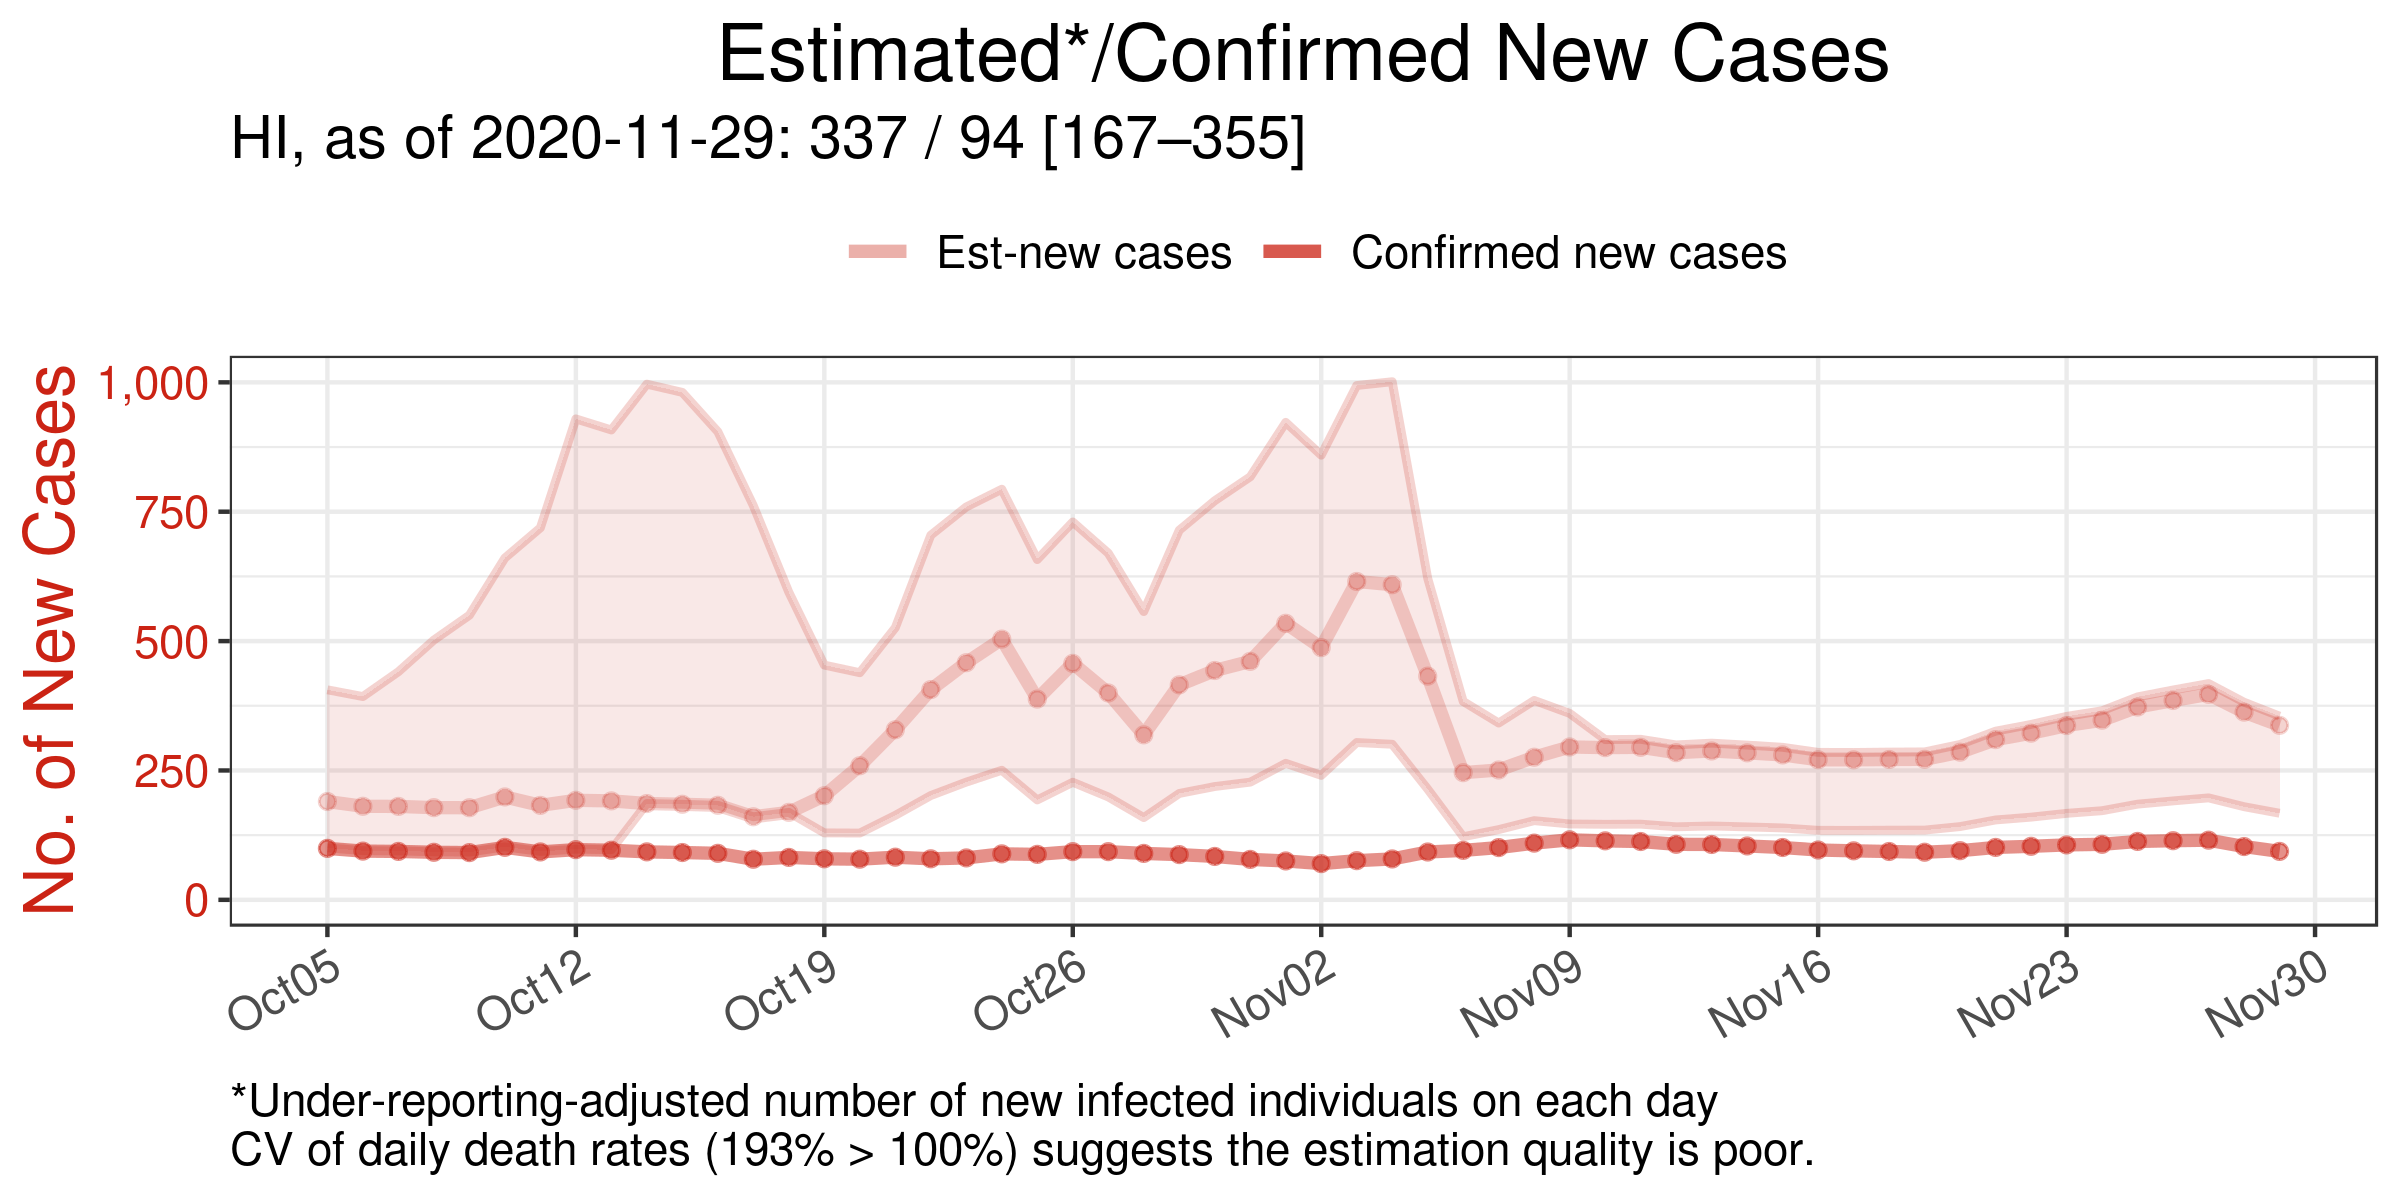 Estimated*/Confirmed New Cases
HI, as of 2020-11-29: 337 / 94 [167–355]
Est-new cases
Confirmed new cases
No. of New Cases
1,000
750
500
250
0
Oct05
Oct12
Oct19
Oct26
Nov02
Nov09
Nov16
Nov23
Nov30
*Under-reporting-adjusted number of new infected individuals on each day
CV of daily death rates (193% > 100%) suggests the estimation quality is poor.